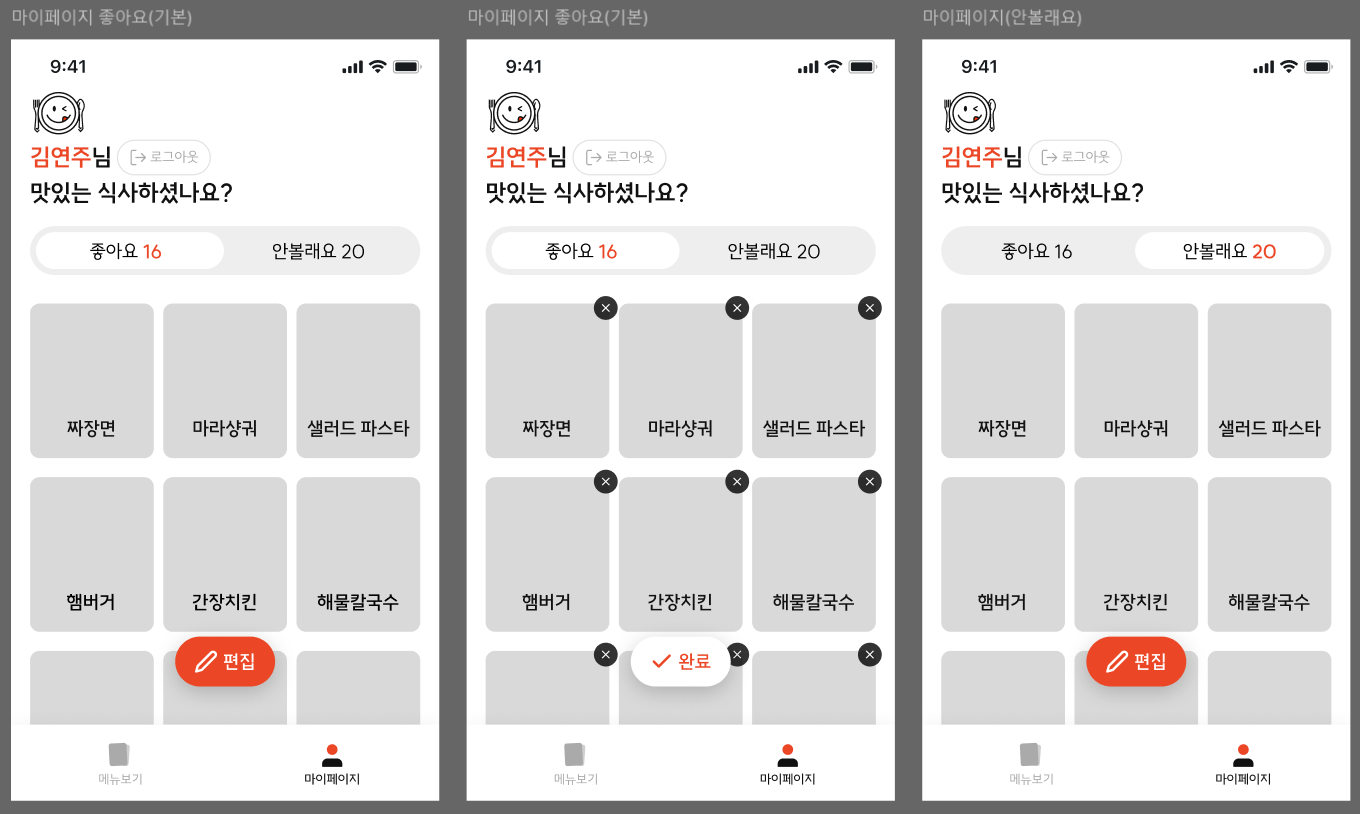 마이페이지 좋아요(기본)
9:41
김연주님
로그아웃
맛있는 식사하셨나요?
좋아요 16
안볼래요 20
짜장면
마라샹궈
샐러드 파스타
햄버거
간장치킨
해물칼국수
편집
메뉴보기
마이페이지
마이페이지 좋아요(기본)
9:41
김연주님
로그아웃
맛있는 식사하셨나요?
좋아요 16
안볼래요 20
짜장면
마라샹궈
샐러드 파스타
햄버거
간장치킨
해물칼국수
완료
메뉴보기
마이페이지
마이페이지(안볼래요)
9:41
김연주님
로그아웃
맛있는 식사하셨나요?
좋아요 16
안볼래요 20
짜장면
마라샹궈
샐러드 파스타
햄버거
간장치킨
해물칼국수
편집
메뉴보기
마이페이지